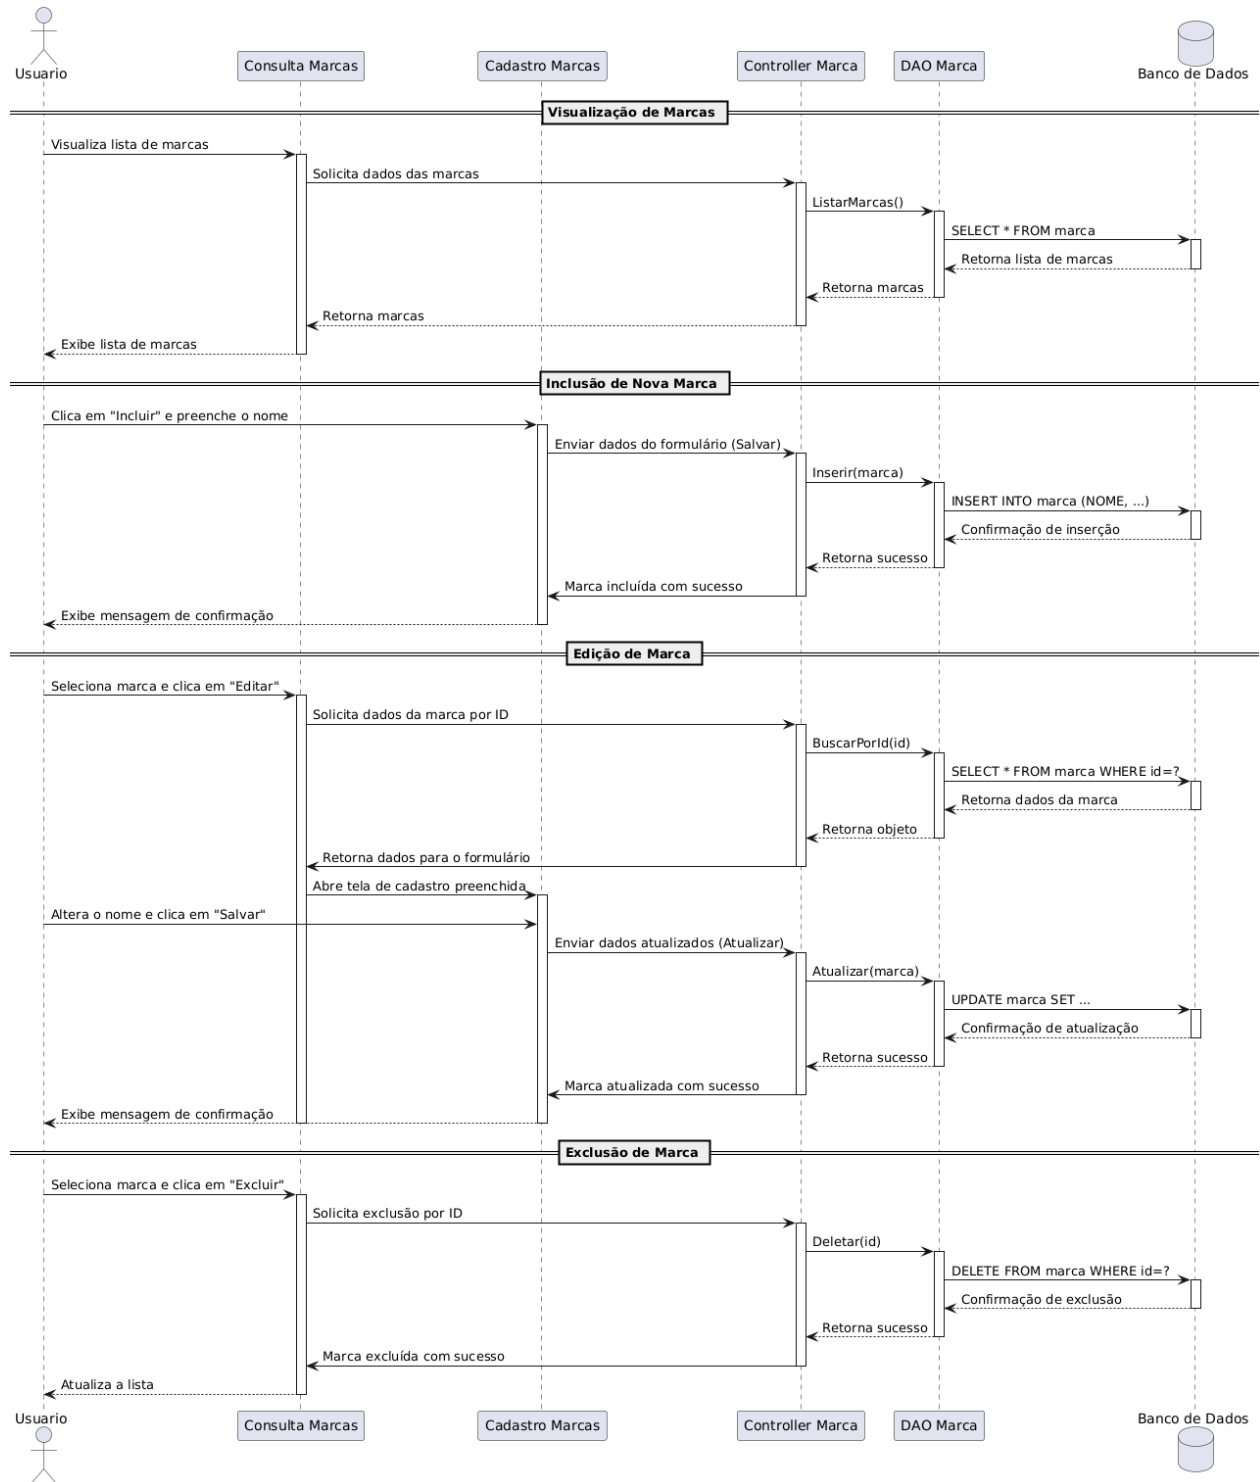 Usuario
Consulta Marcas
Cadastro Marcas
Controller Marca
DAO Marca
Banco de Dados
Visualização de Marcas
Visualiza lista de marcas
Solicita dados das marcas
ListarMarcas()
SELECT * FROM marca
Retorna lista de marcas
Retorna marcas
Retorna marcas
Exibe lista de marcas
Inclusão de Nova Marca
Clica em "Incluir" e preenche o nome
Enviar dados do formulário (Salvar)
Inserir(marca)
INSERT INTO marca (NOME, ...)
Confirmação de inserção
Retorna sucesso
Marca incluída com sucesso
Exibe mensagem de confirmação
Edição de Marca
Seleciona marca e clica em "Editar"
Solicita dados da marca por ID
BuscarPorId(id)
SELECT * FROM marca WHERE id=?
Retorna dados da marca
Retorna objeto
Retorna dados para o formulário
Abre tela de cadastro preenchida
Altera o nome e clica em "Salvar"
Enviar dados atualizados (Atualizar)
Atualizar(marca)
UPDATE marca SET ...
Confirmação de atualização
Retorna sucesso
Marca atualizada com sucesso
Exibe mensagem de confirmação
Exclusão de Marca
Seleciona marca e clica em "Excluir"
Solicita exclusão por ID
Deletar(id)
DELETE FROM marca WHERE id=?
Confirmação de exclusão
Retorna sucesso
Marca excluída com sucesso
Atualiza a lista
Usuario
Consulta Marcas
Cadastro Marcas
Controller Marca
DAO Marca
Banco de Dados